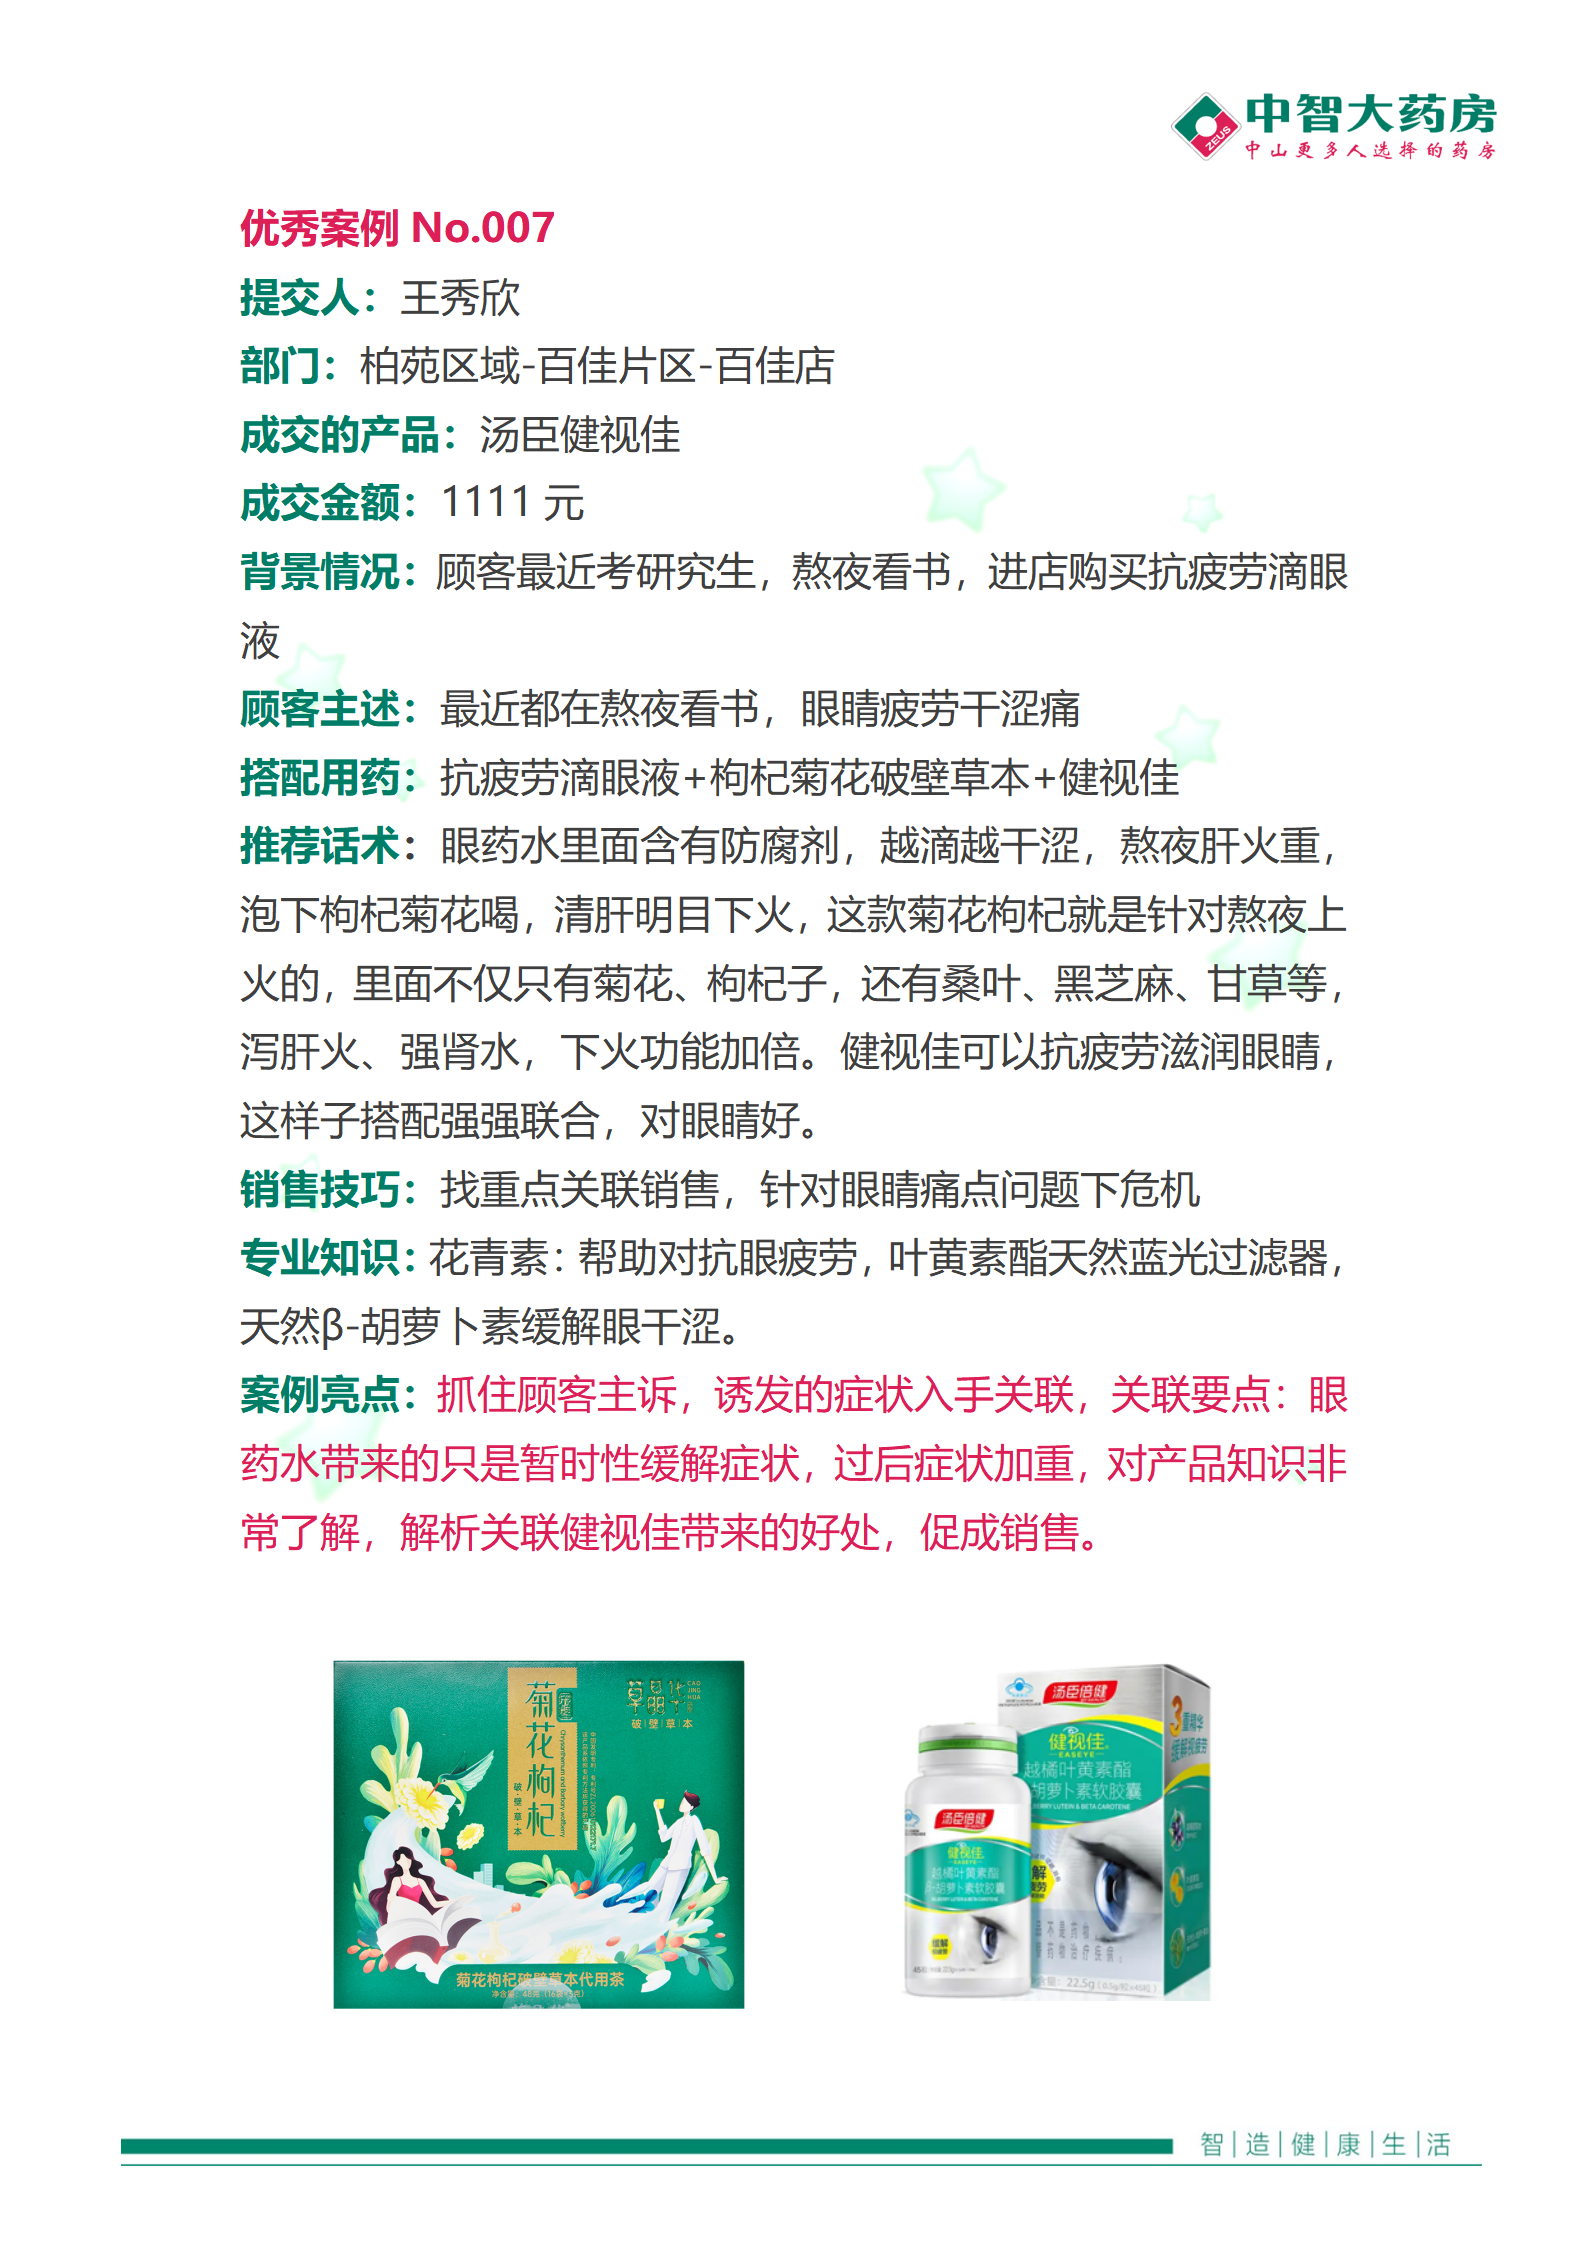 中智大药房
ZEUS
中山更多人选择的药房
优秀案例 No.007
提交人：王秀欣
部门：柏苑区域-百佳片区-百佳店
成交的产品：汤臣健视佳
成交金额：1111 元
背景情况：顾客最近考研究生，熬夜看书，进店购买抗疲劳滴眼
液
顾客主述：最近都在熬夜看书，眼睛疲劳干涩痛
搭配用药：抗疲劳滴眼液+枸杞菊花破壁草本+健视佳
推荐话术：眼药水里面含有防腐剂，越滴越干涩，熬夜肝火重，
泡下枸杞菊花喝，清肝明目下火，这款菊花枸杞就是针对熬夜上
火的，里面不仅只有菊花、枸杞子，还有桑叶、黑芝麻、甘草等，
泻肝火、强肾水，下火功能加倍。健视佳可以抗疲劳滋润眼睛，
这样子搭配强强联合，对眼睛好。
销售技巧：找重点关联销售，针对眼睛痛点问题下危机
专业知识：花青素：帮助对抗眼疲劳，叶黄素酯天然蓝光过滤器，
天然β-胡萝卜素缓解眼干涩。
案例亮点：抓住顾客主诉，诱发的症状入手关联，关联要点：眼
药水带来的只是暂时性缓解症状，过后症状加重，对产品知识非
常了解，解析关联健视佳带来的好处，促成销售。
菊花枸杞
破·壁·草·本
Chrysanthemum and Barbary wolfberry
草晶华
CAO JING HUA
破|壁|草|本
菊花枸杞破壁草本代用茶
汤臣倍健
健视佳
EASEYE
越橘叶黄素酯
胡萝卜素软胶囊
3重精华
缓解视疲劳
汤臣倍健
健视佳
EASEYE
越橘叶黄素酯
β-胡萝卜素软胶囊
缓解
22.5g
智|造|健|康|生|活